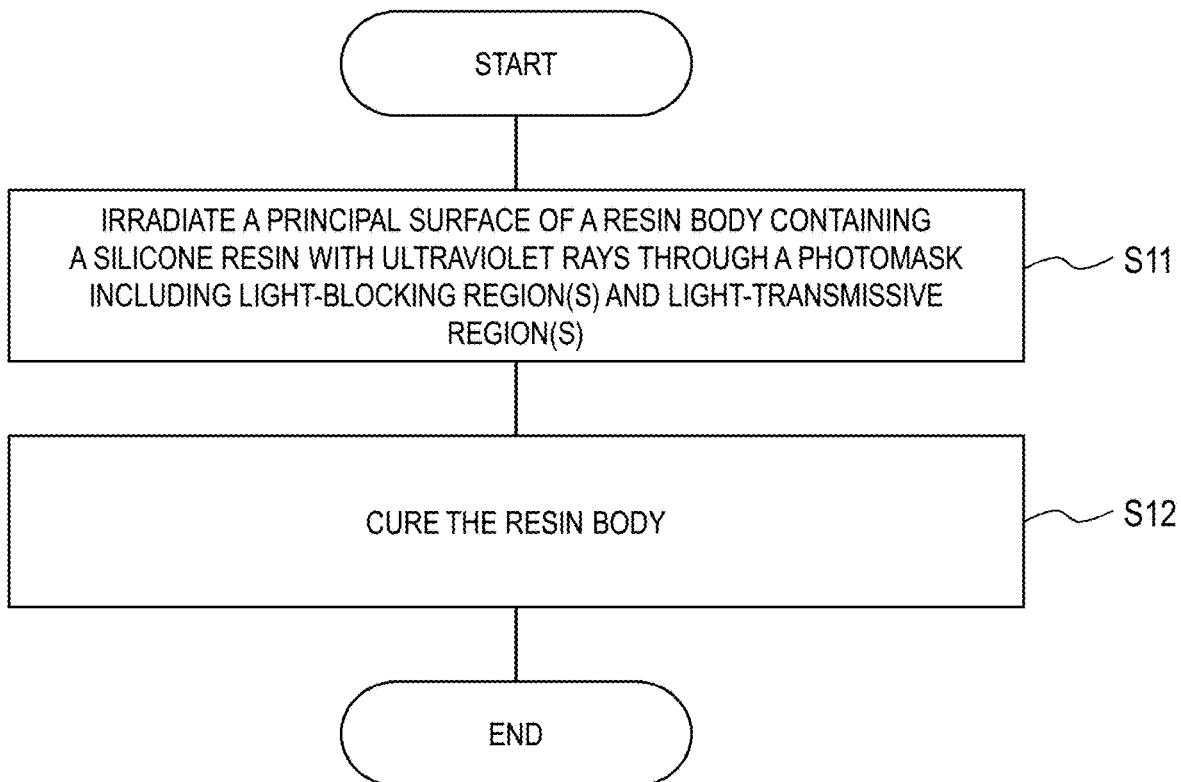 START
IRRADIATE A PRINCIPAL SURFACE OF A RESIN BODY CONTAINING
A SILICONE RESIN WITH ULTRAVIOLET RAYS THROUGH A PHOTOMASK
INCLUDING LIGHT-BLOCKING REGION(S) AND LIGHT-TRANSMISSIVE
REGION(S)
S11
CURE THE RESIN BODY
S12
END